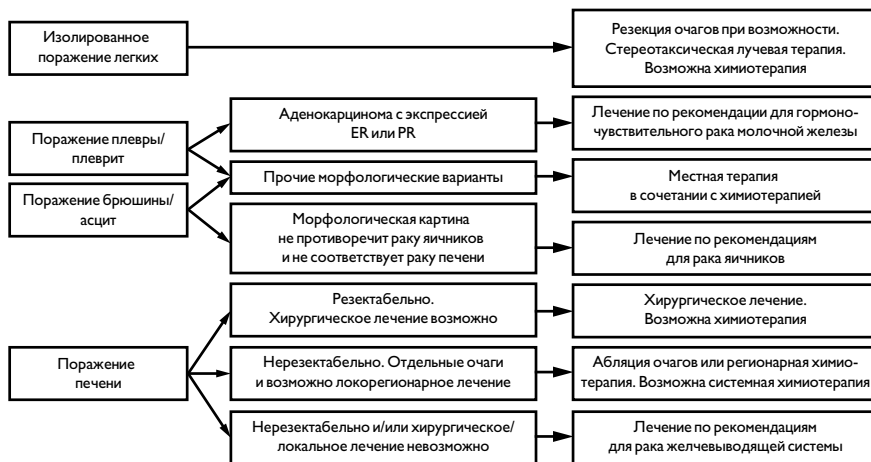 Изолированное
поражение легких
Резекция очагов при возможности.
Стереотаксическая лучевая терапия.
Возможна химиотерапия
Поражение плевры/
плеврит
Аденокарцинома с экспрессией
ER или PR
Лечение по рекомендации для гормоно-
чувствительного рака молочной железы
Прочие морфологические варианты
Местная терапия
в сочетании с химиотерапией
Поражение брюшины/
асцит
Морфологическая картина
не противоречит раку яичников
и не соответствует раку печени
Лечение по рекомендациям
для рака яичников
Поражение
печени
Резектабельно.
Хирургическое лечение возможно
Хирургическое лечение.
Возможна химиотерапия
Нерезектабельно. Отдельные очаги
и возможно локорегионарное лечение
Абляция очагов или регионарная химио-
терапия. Возможна системная химиотерапия
Нерезектабельно и/или хирургическое/
локальное лечение невозможно
Лечение по рекомендациям
для рака желчевыводящей системы